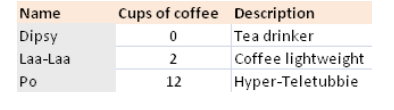 Name Cups of coffee Description
Dipsy 0 Tea drinker
Laa-Laa 2 Coffee lightweight
Po 12 Hyper-Teletubbie